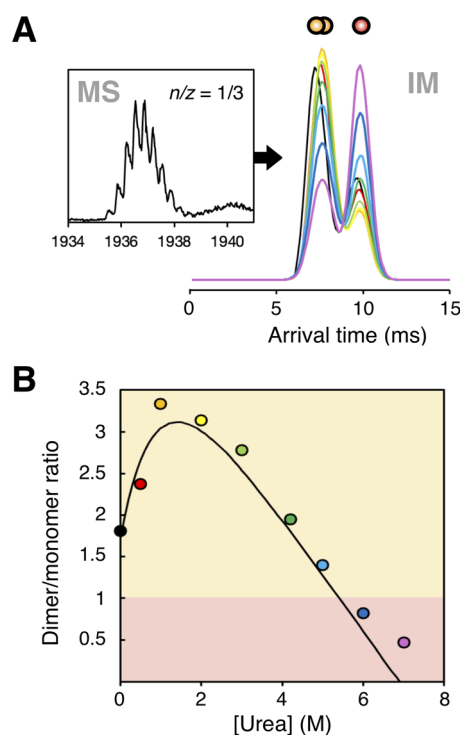 A
MS
n/z = 1/3
IM
1934 1936 1938 1940
0 5 10 15
Arrival time (ms)
B
3.5
3
2.5
2
1.5
1
0.5
Dimer/monomer ratio
0 2 4 6 8
[Urea] (M)